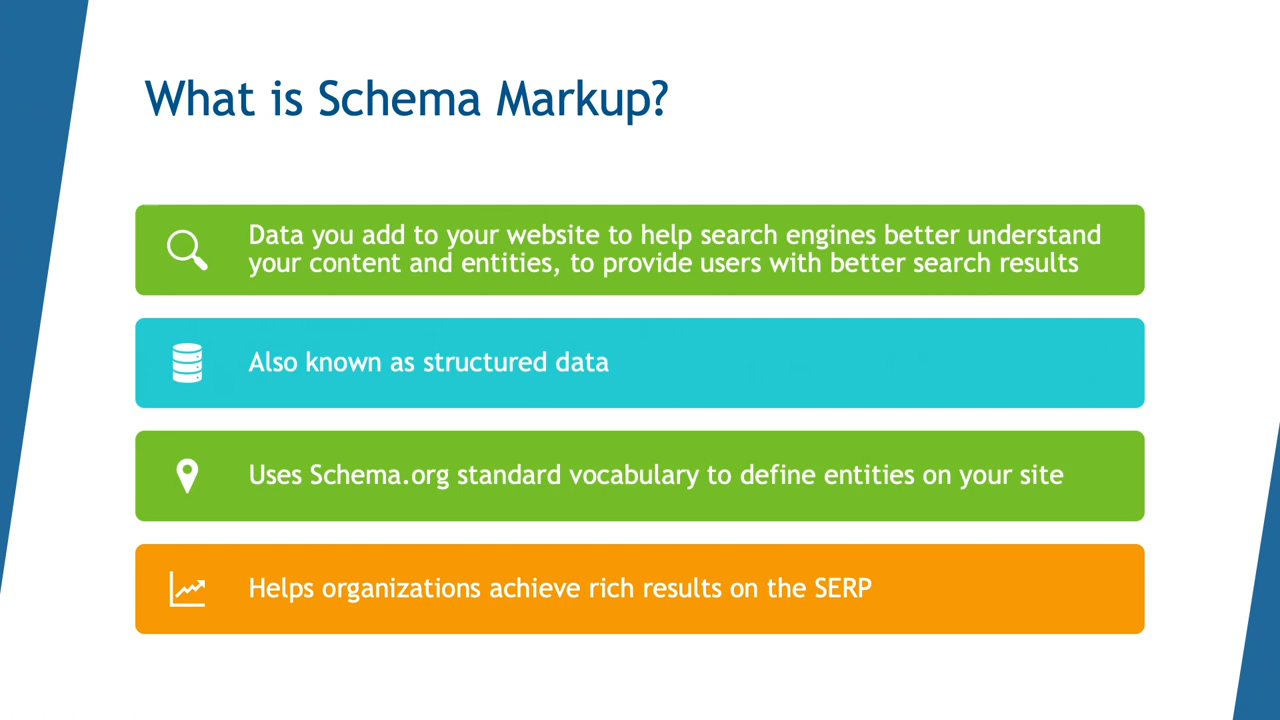 What is Schema Markup?
Data you add to your website to help search engines better understand
your content and entities, to provide users with better search results
Also known as structured data
Uses Schema.org standard vocabulary to define entities on your site
Helps organizations achieve rich results on the SERP